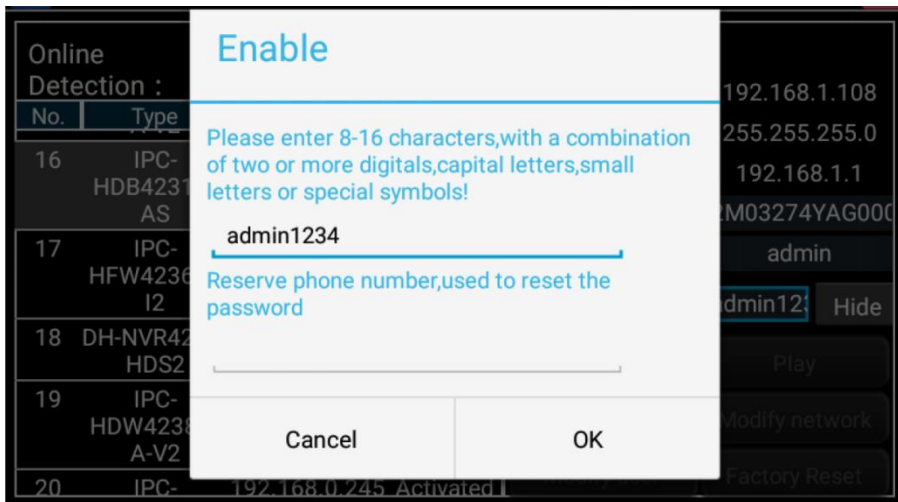 Enable
Please enter 8-16 characters,with a combination
of two or more digitals,capital letters,small
letters or special symbols!
admin1234
Reserve phone number,used to reset the
password
Cancel
OK
Online
Detection :
No.
Type
16
IPC-
HDB4231
AS
17
IPC-
HFW4236
I2
18
DH-NVR42
HDS2
19
IPC-
HDW4238
A-V2
20
IPC-
192.168.0.245
Activated
192.168.1.108
255.255.255.0
192.168.1.1
M03274YAG000
admin
dmin12
Hide
Play
Modify network
Factory Reset